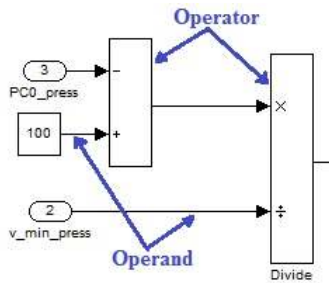 Operator
3
−
PC0_press
×
100
+
2
÷
v_min_press
Operand
Divide